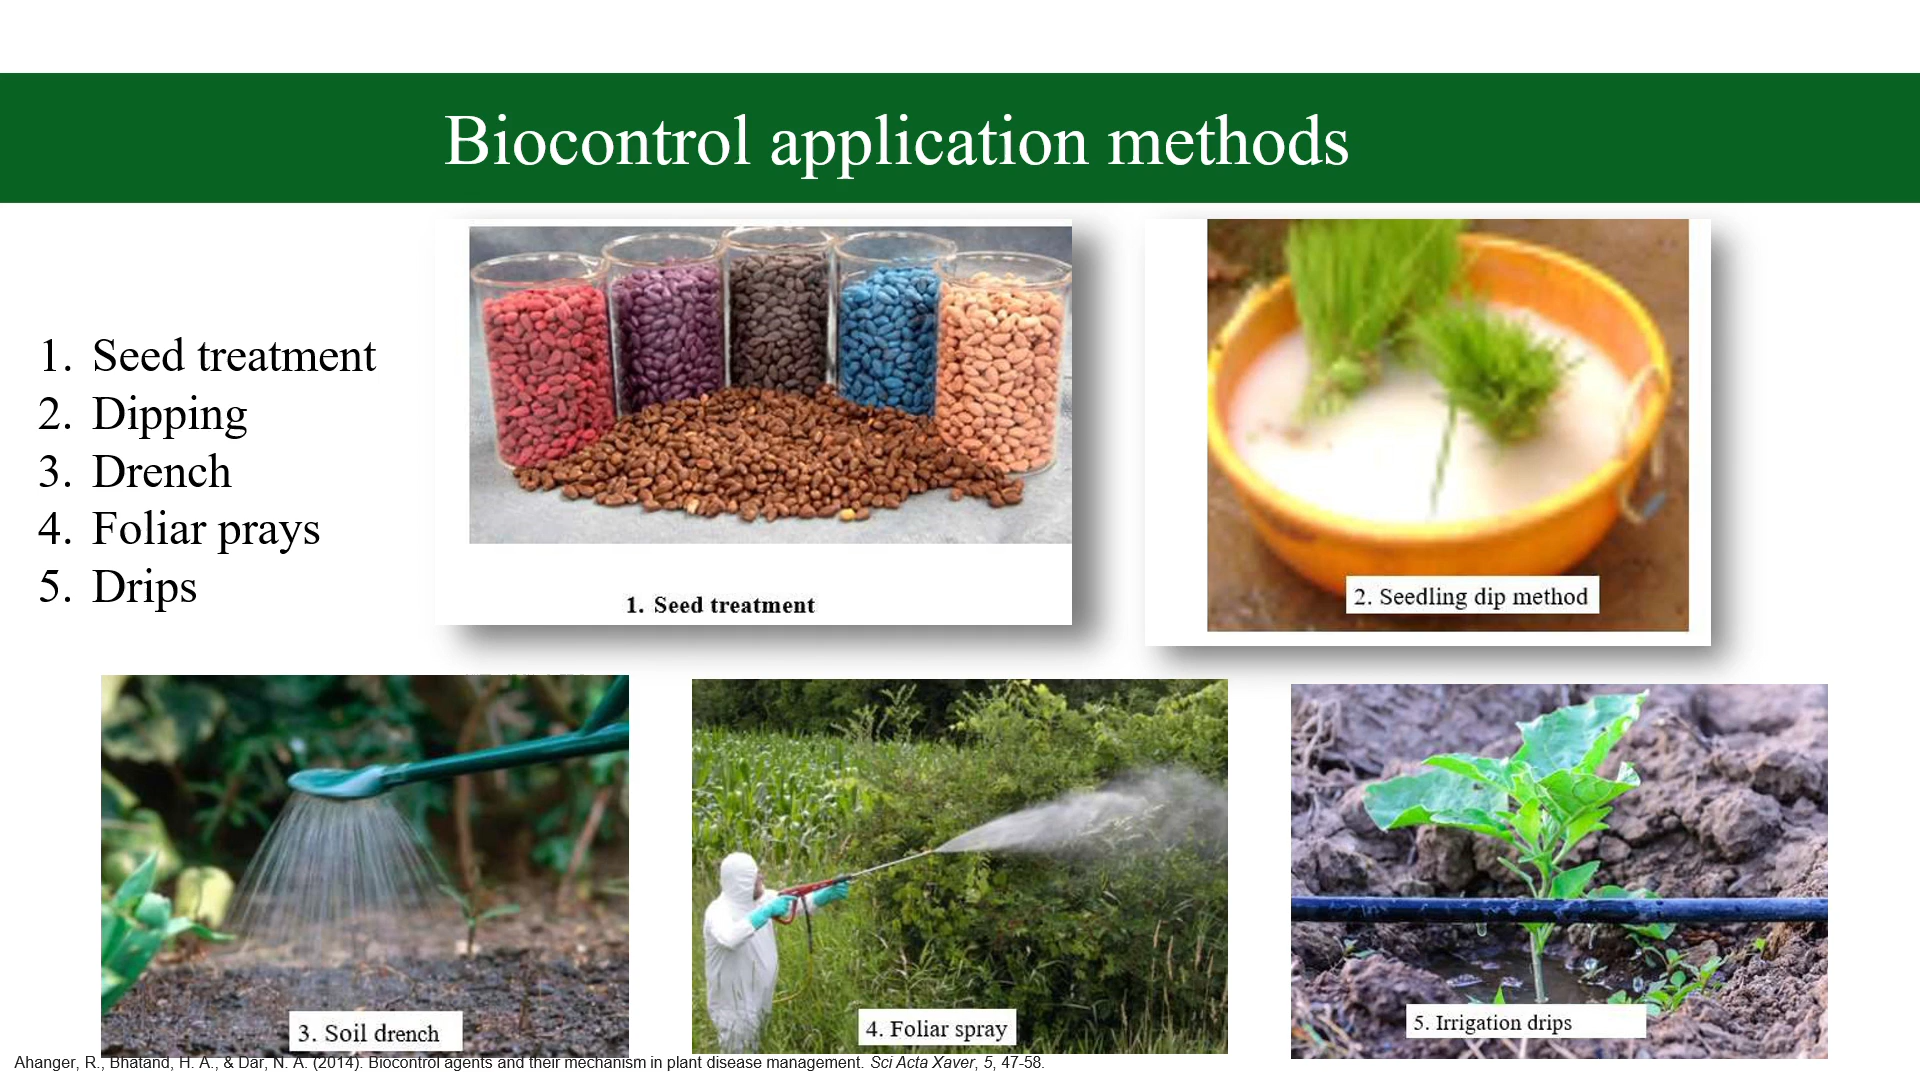 Biocontrol application methods
1. Seed treatment
2. Dipping
3. Drench
4. Foliar prays
5. Drips
1. Seed treatment
2. Seedling dip method
3. Soil drench
4. Foliar spray
5. Irrigation drips
Ahanger, R., Bhatand, H. A., & Dar, N. A. (2014). Biocontrol agents and their mechanism in plant disease management. Sci Acta Xaver, 5, 47-58.